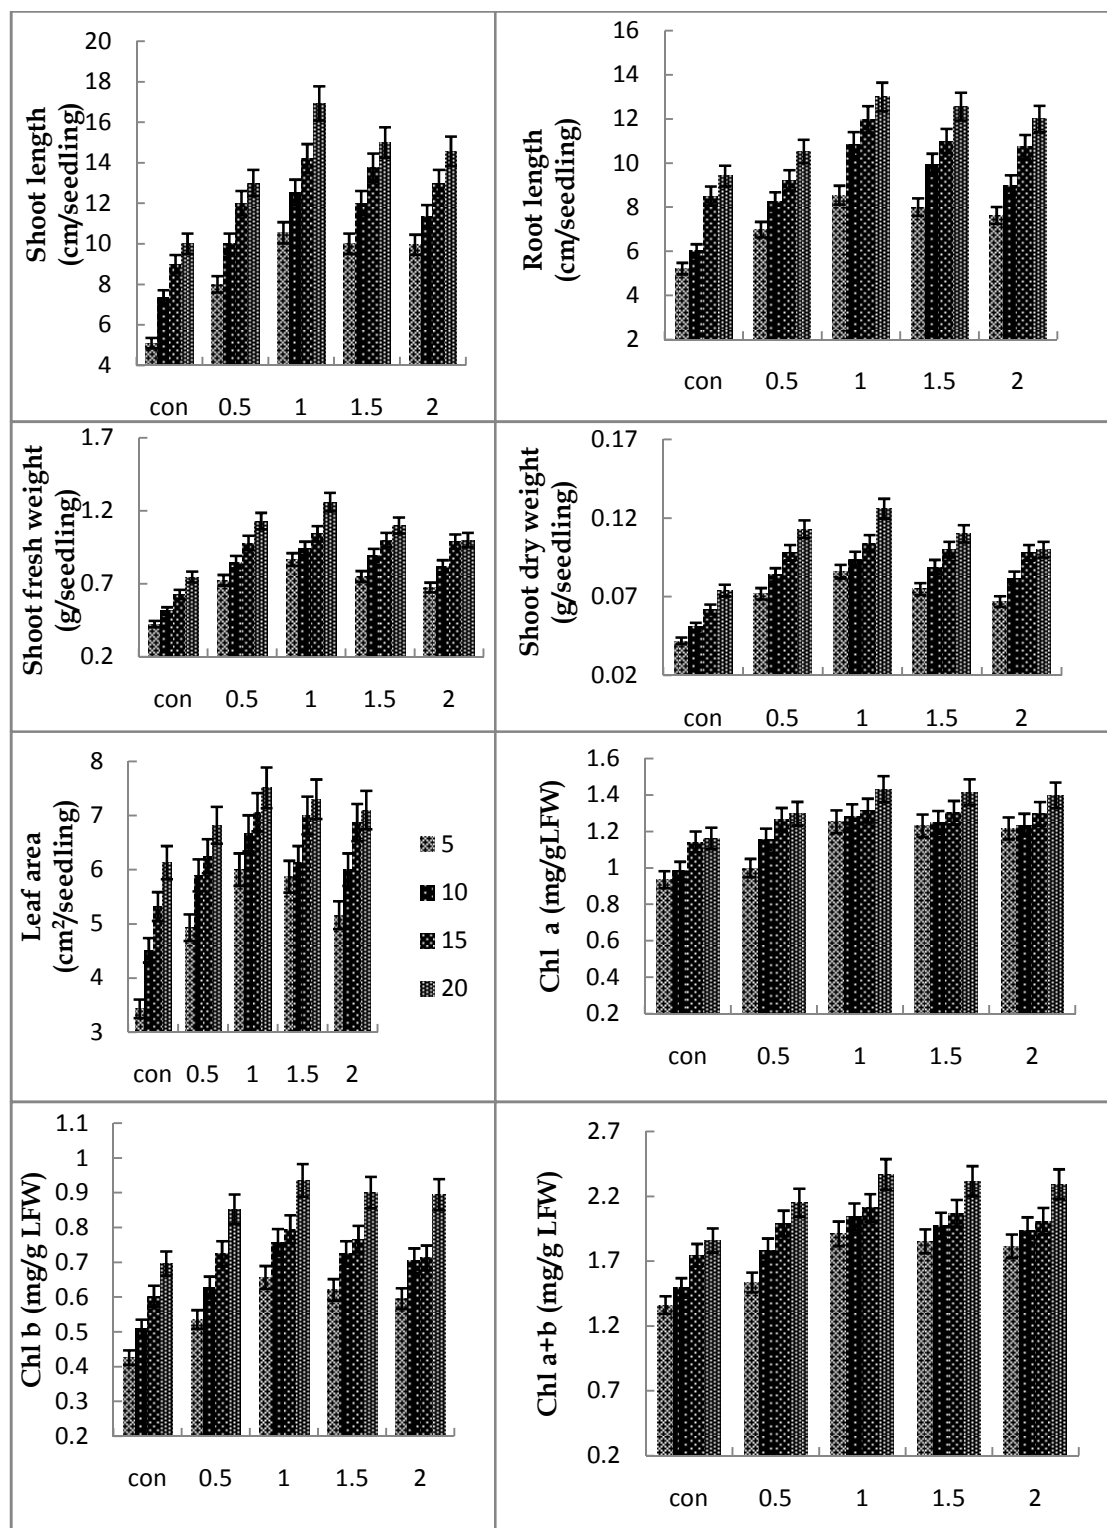 Shoot length
(cm/seedling)
20
18
16
14
12
10
8
6
4
con 0.5 1 1.5 2
Root length
(cm/seedling)
16
14
12
10
8
6
4
2
con 0.5 1 1.5 2
Shoot fresh weight
(g/seedling)
1.7
1.2
0.7
0.2
con 0.5 1 1.5 2
Shoot dry weight
(g/seedling)
0.17
0.12
0.07
0.02
con 0.5 1 1.5 2
Leaf area
(cm²/seedling)
8
7
6
5
4
3
con 0.5 1 1.5 2
5
10
15
20
Chl a (mg/gLFW)
1.6
1.4
1.2
1
0.8
0.6
0.4
0.2
con 0.5 1 1.5 2
Chl b (mg/g LFW)
1.1
1
0.9
0.8
0.7
0.6
0.5
0.4
0.3
0.2
con 0.5 1 1.5 2
Chl a+b (mg/g LFW)
2.7
2.2
1.7
1.2
0.7
0.2
con 0.5 1 1.5 2